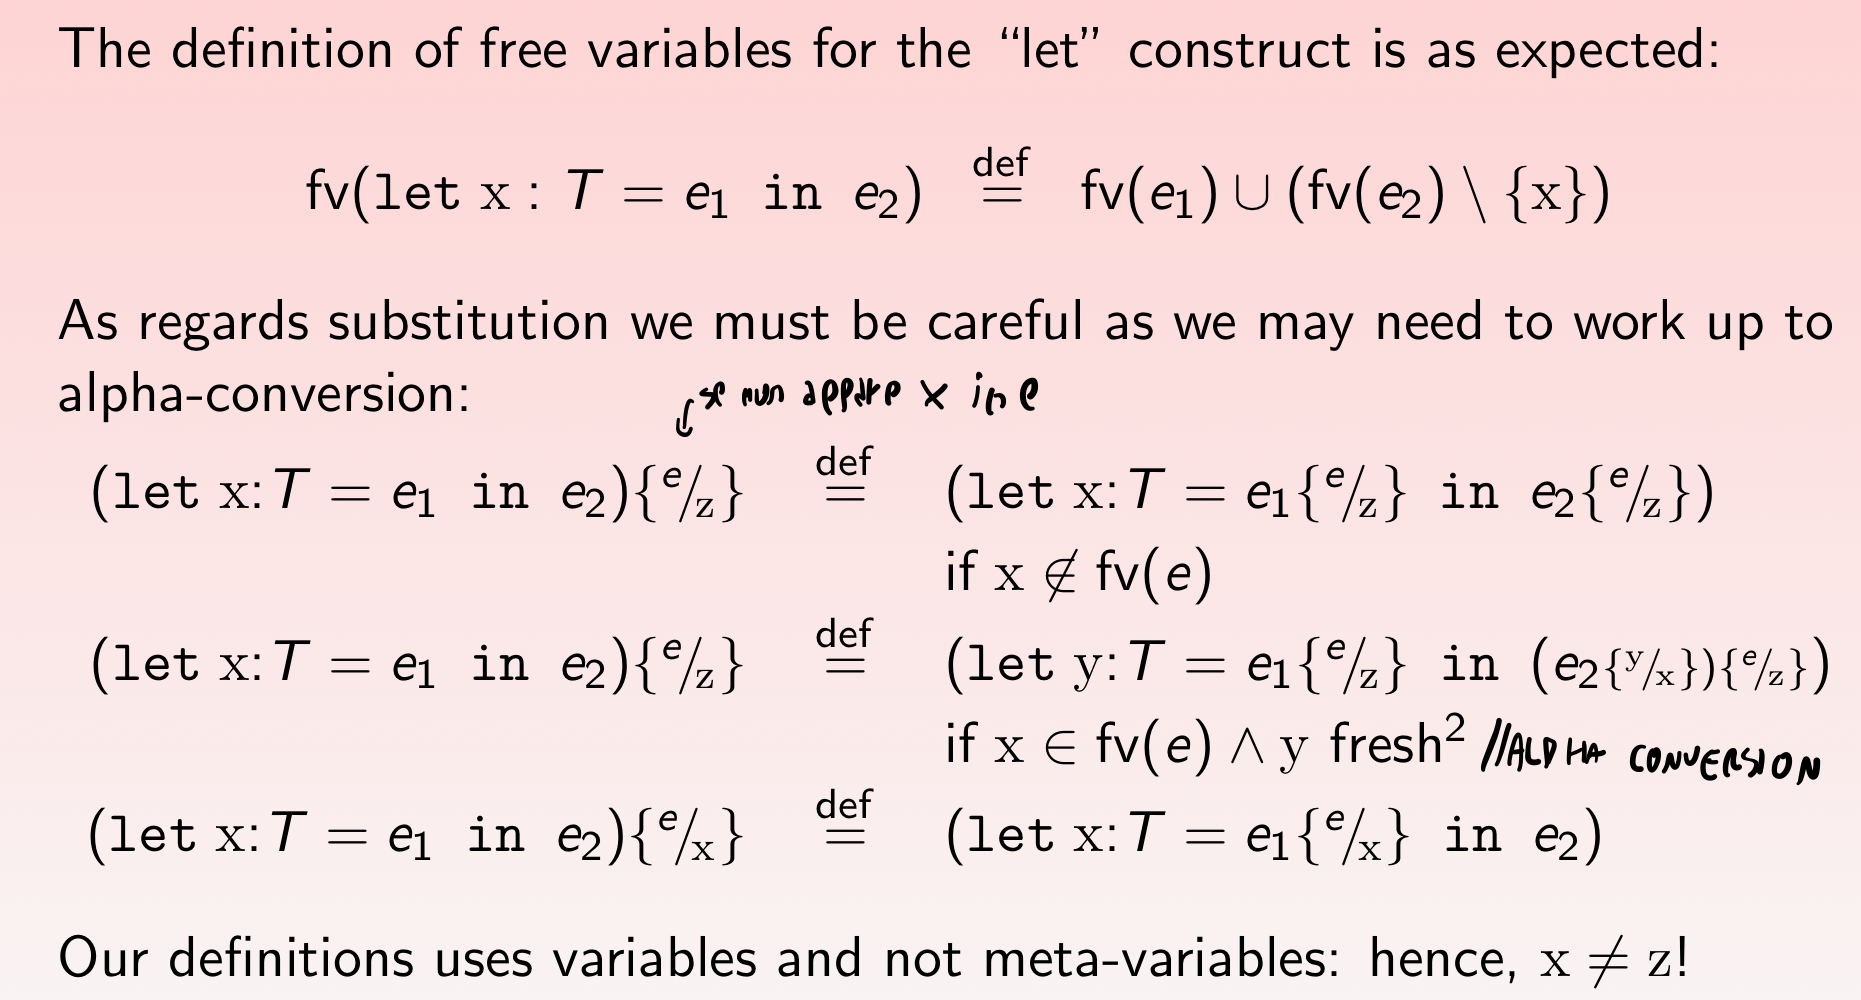 The definition of free variables for the “let” construct is as expected:
fv(let x : T = e₁ in e₂) def= fv(e₁) ∪ (fv(e₂) \ {x})
As regards substitution we must be careful as we may need to work up to
alpha-conversion:
se non appare x in e
(let x:T = e₁ in e₂){e/z} def= (let x:T = e₁{e/z} in e₂{e/z})
if x ∉ fv(e)
(let x:T = e₁ in e₂){e/z} def= (let y:T = e₁{e/z} in (e₂{y/x}){e/z})
if x ∈ fv(e) ∧ y fresh² //ALPHA CONVERSION
(let x:T = e₁ in e₂){e/x} def= (let x:T = e₁{e/x} in e₂)
Our definitions uses variables and not meta-variables: hence, x ≠ z!